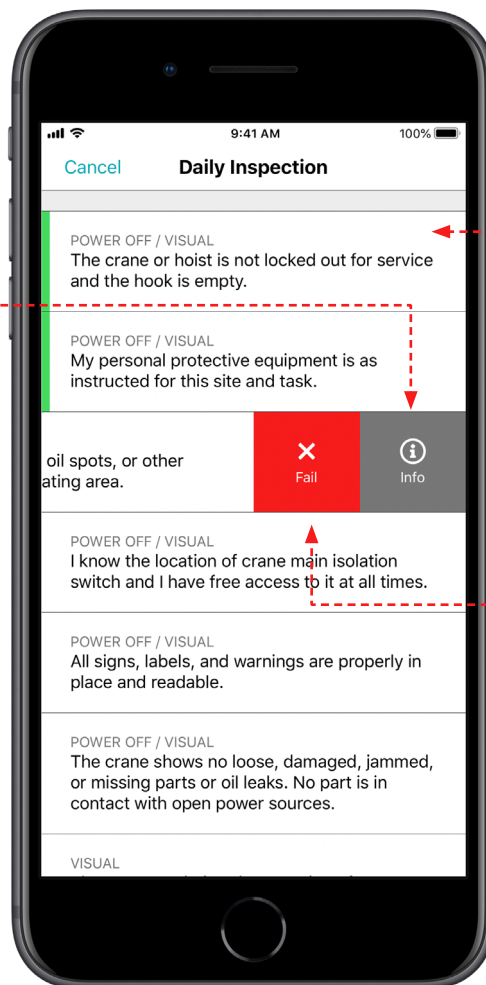 9:41 AM
100%
Cancel
Daily Inspection
POWER OFF / VISUAL
The crane or hoist is not locked out for service
and the hook is empty.
POWER OFF / VISUAL
My personal protective equipment is as
instructed for this site and task.
oil spots, or other
ating area.
Fail
Info
POWER OFF / VISUAL
I know the location of crane main isolation
switch and I have free access to it at all times.
POWER OFF / VISUAL
All signs, labels, and warnings are properly in
place and readable.
POWER OFF / VISUAL
The crane shows no loose, damaged, jammed,
or missing parts or oil leaks. No part is in
contact with open power sources.
VISUAL